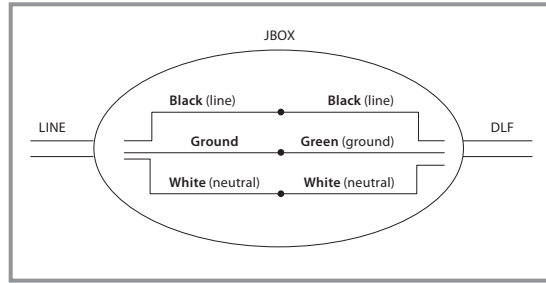 JBOX
Black (line) Black (line)
LINE DLF
Ground Green (ground)
White (neutral) White (neutral)